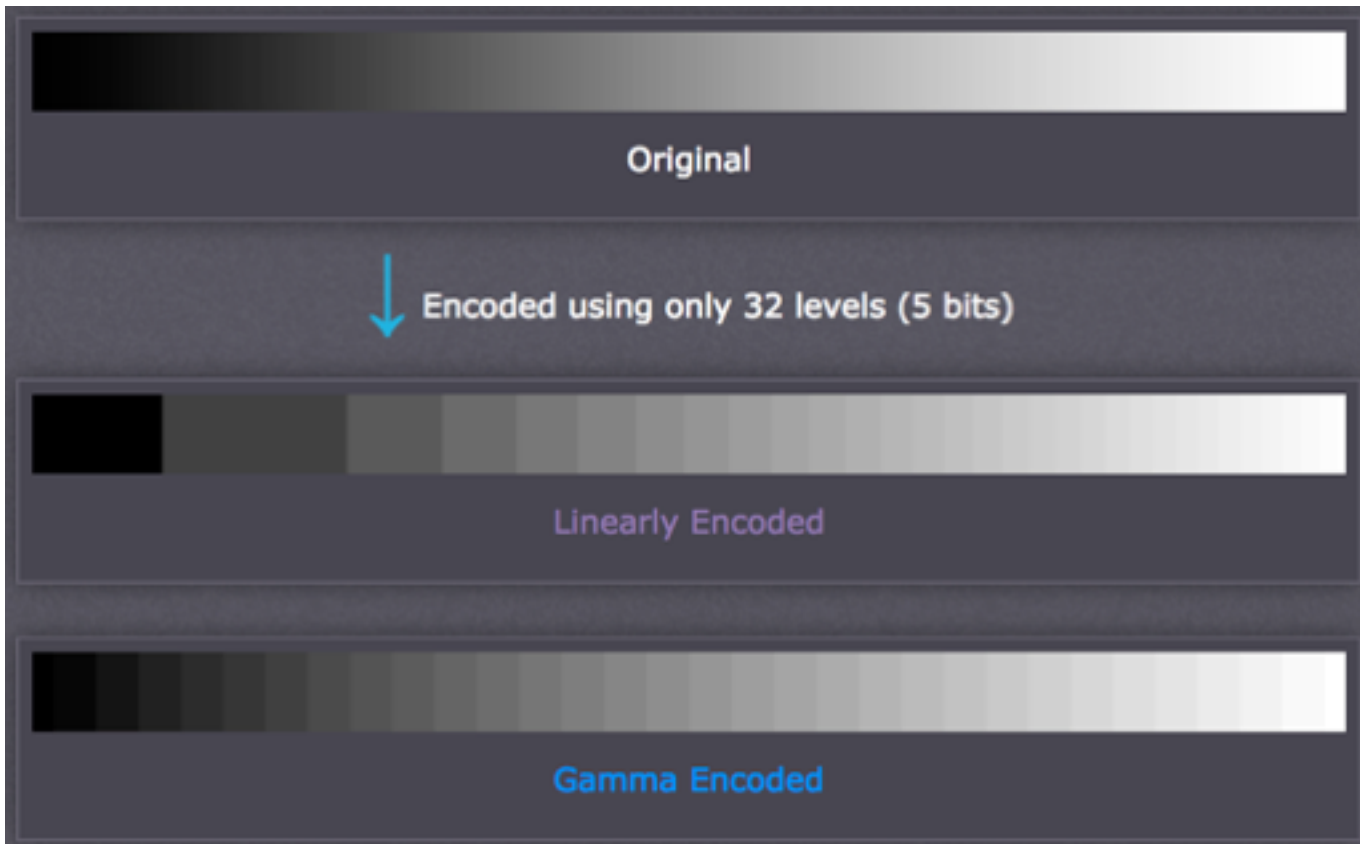 Original
Encoded using only 32 levels (5 bits)
Linearly Encoded
Gamma Encoded